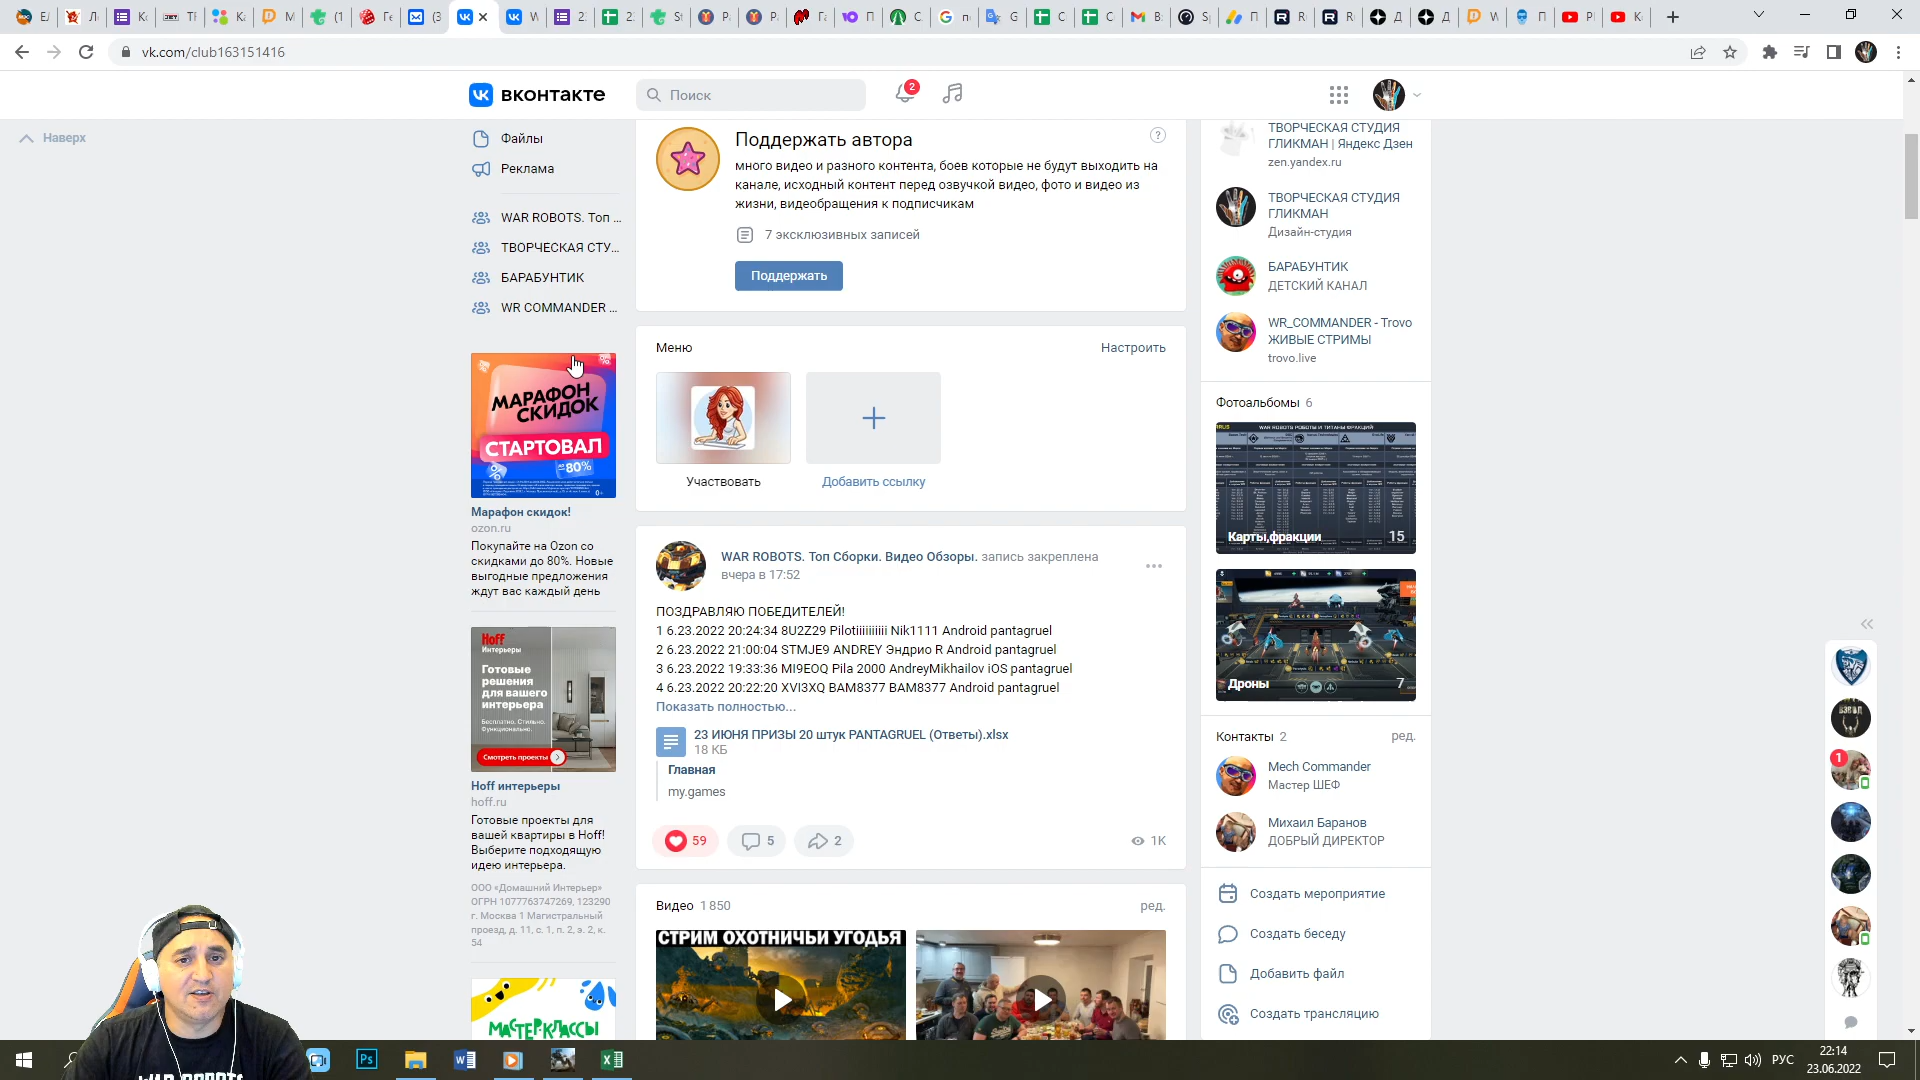 vk.com/club163151416
вконтакте
Поиск
2
Наверх
Файлы
Реклама
WAR ROBOTS. Топ ...
ТВОРЧЕСКАЯ СТУ...
БАРАБУНТИК
WR COMMANDER ...
МАРАФОН
СКИДОК
СТАРТОВАЛ
80%
Марафон скидок!
ozon.ru
Покупайте на Ozon со
скидками до 80%. Новые
выгодные предложения
ждут вас каждый день
Hoff
Интерьеры
Готовые
решения
для вашего
интерьера
Бесплатно. Стильно.
Функционально.
Смотреть проекты
Hoff интерьеры
hoff.ru
Готовые проекты для
вашей квартиры в Hoff!
Выберите подходящую
идею интерьера.
ООО «Домашний Интерьер»
ОГРН 1077763747269, 123290
г. Москва 1 Магистральный
проезд, д. 11, с. 1, п. 2, э. 2, к.
54
МАСТЕР-КЛАССЫ
Поддержать автора
много видео и разного контента, боев которые не будут выходить на
канале, исходный контент перед озвучкой видео, фото и видео из
жизни, видеобращения к подписчикам
7 эксклюзивных записей
Поддержать
Меню
Настроить
Участвовать
Добавить ссылку
WAR ROBOTS. Топ Сборки. Видео Обзоры. запись закреплена
вчера в 17:52
ПОЗДРАВЛЯЮ ПОБЕДИТЕЛЕЙ!
1 6.23.2022 20:24:34 8U2Z29 Pilotiiiiiiiiiii Nik1111 Android pantagruel
2 6.23.2022 21:00:04 STMJE9 ANDREY Эндрио R Android pantagruel
3 6.23.2022 19:33:36 MI9EOQ Pila 2000 AndreyMikhailov iOS pantagruel
4 6.23.2022 20:22:20 XVI3XQ BAM8377 BAM8377 Android pantagruel
Показать полностью...
23 ИЮНЯ ПРИЗЫ 20 штук PANTAGRUEL (Ответы).xlsx
18 КБ
Главная
my.games
59
5
2
1K
Видео 1 850
ред.
СТРИМ ОХОТНИЧЬИ УГОДЬЯ
ТВОРЧЕСКАЯ СТУДИЯ
ГЛИКМАН | Яндекс Дзен
zen.yandex.ru
ТВОРЧЕСКАЯ СТУДИЯ
ГЛИКМАН
Дизайн-студия
БАРАБУНТИК
ДЕТСКИЙ КАНАЛ
WR_COMMANDER - Trovo
ЖИВЫЕ СТРИМЫ
trovo.live
Фотоальбомы 6
WAR ROBOTS РОБОТЫ И ТИТАНЫ ФРАКЦИЙ
Карты,фракции
15
Дроны
7
Контакты 2
ред.
Mech Commander
Мастер ШЕФ
Михаил Баранов
ДОБРЫЙ ДИРЕКТОР
Создать мероприятие
Создать беседу
Добавить файл
Создать трансляцию
ВЗВОД
1
WAR ROBOTS
Ps
РУС
22:14
23.06.2022